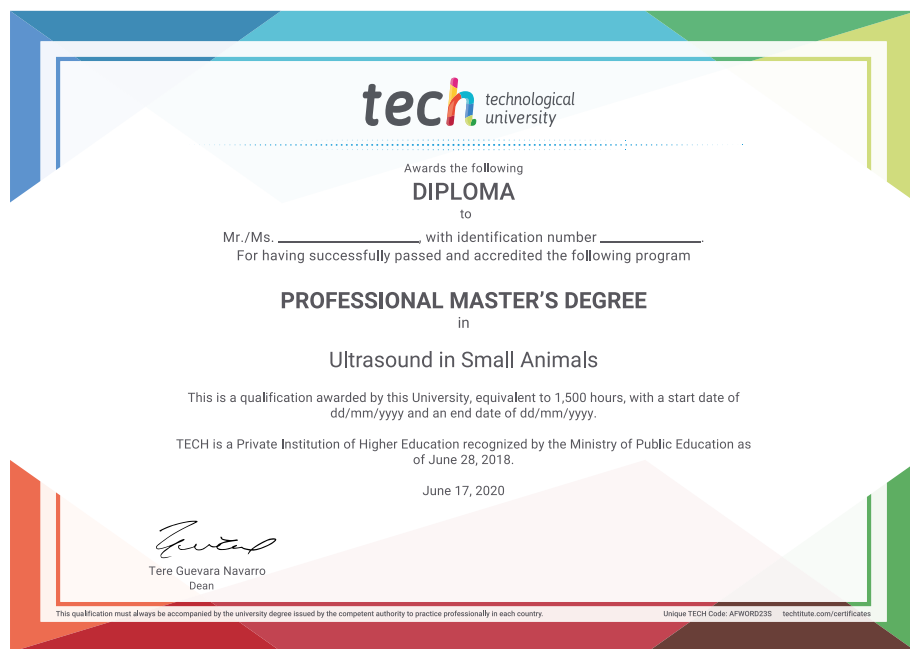 tech technological
university
Awards the following
DIPLOMA
to
Mr./Ms. ____________________, with identification number ______________.
For having successfully passed and accredited the following program
PROFESSIONAL MASTER'S DEGREE
in
Ultrasound in Small Animals
This is a qualification awarded by this University, equivalent to 1,500 hours, with a start date of
dd/mm/yyyy and an end date of dd/mm/yyyy.
TECH is a Private Institution of Higher Education recognized by the Ministry of Public Education as
of June 28, 2018.
June 17, 2020
Tere Guevara Navarro
Dean
This qualification must always be accompanied by the university degree issued by the competent authority to practice professionally in each country. Unique TECH Code: AFWORD23S techtitute.com/certificates